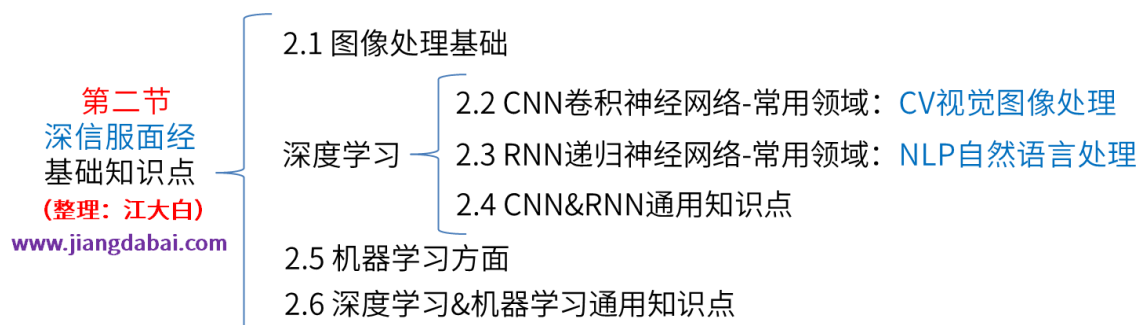 第二节
深信服面经
基础知识点
（整理：江大白）
www.jiangdabai.com
2.1 图像处理基础
深度学习
2.2 CNN卷积神经网络-常用领域：CV视觉图像处理
2.3 RNN递归神经网络-常用领域：NLP自然语言处理
2.4 CNN&RNN通用知识点
2.5 机器学习方面
2.6 深度学习&机器学习通用知识点